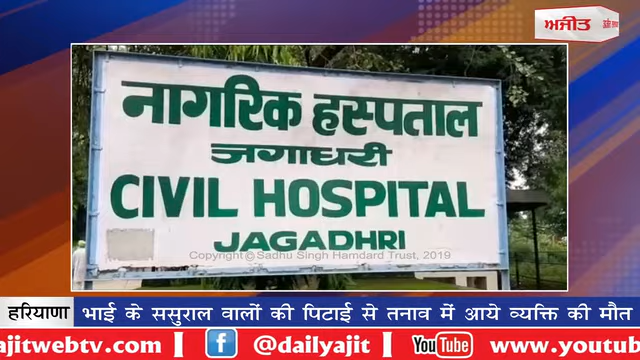 ਅਜੀਤ
नागरिक हस्पताल
जगाधरी
CIVIL HOSPITAL
JAGADHRI
Copyright @ Sadhu Singh Hamdard Trust, 2019
हरियाणा भाई के ससुराल वालों की पिटाई से तनाव में आये व्यक्ति की मौत
ajitwebtv.com @dailyajit YouTube www.youtub